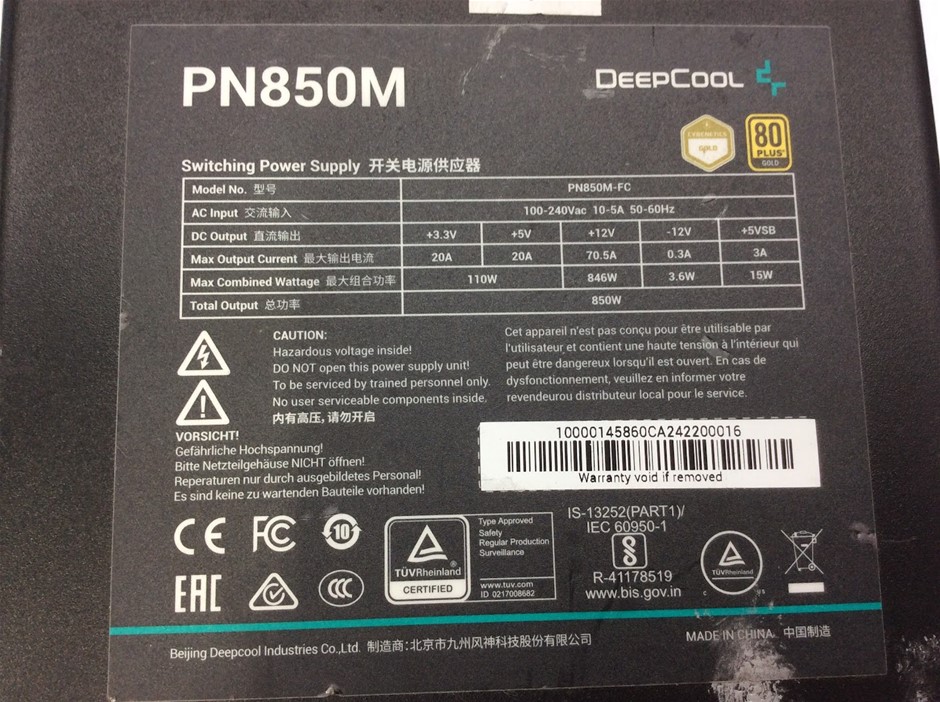 PN850M
DEEPCOOL
CYBENETICS
GOLD
80
PLUS
GOLD
Switching Power Supply 开关电源供应器
Model No. 型号 PN850M-FC
AC Input 交流输入 100-240Vac 10-5A 50-60Hz
DC Output 直流输出 +3.3V +5V +12V -12V +5VSB
Max Output Current 最大输出电流 20A 20A 70.5A 0.3A 3A
Max Combined Wattage 最大组合功率 110W 846W 3.6W 15W
Total Output 总功率 850W
CAUTION:
Hazardous voltage inside!
DO NOT open this power supply unit!
To be serviced by trained personnel only.
No user serviceable components inside.
内有高压, 请勿开启
Cet appareil n'est pas conçu pour être utilisable par
l'utilisateur et contient une haute tension à l'intérieur qui
peut être dangereux lorsqu'il est ouvert. En cas de
dysfonctionnement, veuillez en informer votre
revendeurou distributeur local pour le service.
VORSICHT!
Gefährliche Hochspannung!
Bitte Netzteilgehäuse NICHT öffnen!
Reperaturen nur durch ausgebildetes Personal!
Es sind keine zu wartenden Bauteile vorhanden!
10000145860CA242200016
Warranty void if removed
CE FC 10
TÜVRheinland®
CERTIFIED
Type Approved
Safety
Regular Production
Surveillance
www.tuv.com
ID 0217008682
IS-13252(PART1)/
IEC 60950-1
R-41178519
www.bis.gov.in
TÜVRheinland
C US
EAC CCC
Beijing Deepcool Industries Co.,Ltd. 制造商:北京市九州风神科技股份有限公司
MADE IN CHINA 中国制造